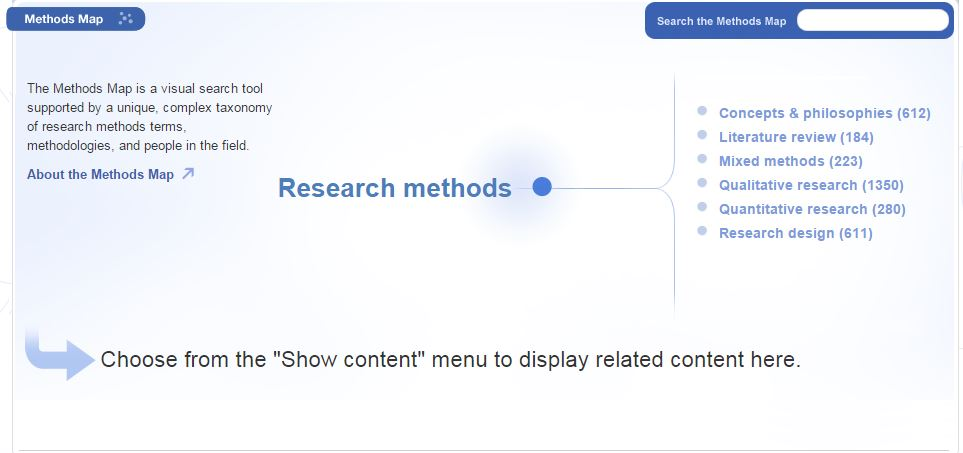 Methods Map
Search the Methods Map
The Methods Map is a visual search tool
supported by a unique, complex taxonomy
of research methods terms,
methodologies, and people in the field.
About the Methods Map
Research methods
Concepts & philosophies (612)
Literature review (184)
Mixed methods (223)
Qualitative research (1350)
Quantitative research (280)
Research design (611)
Choose from the "Show content" menu to display related content here.